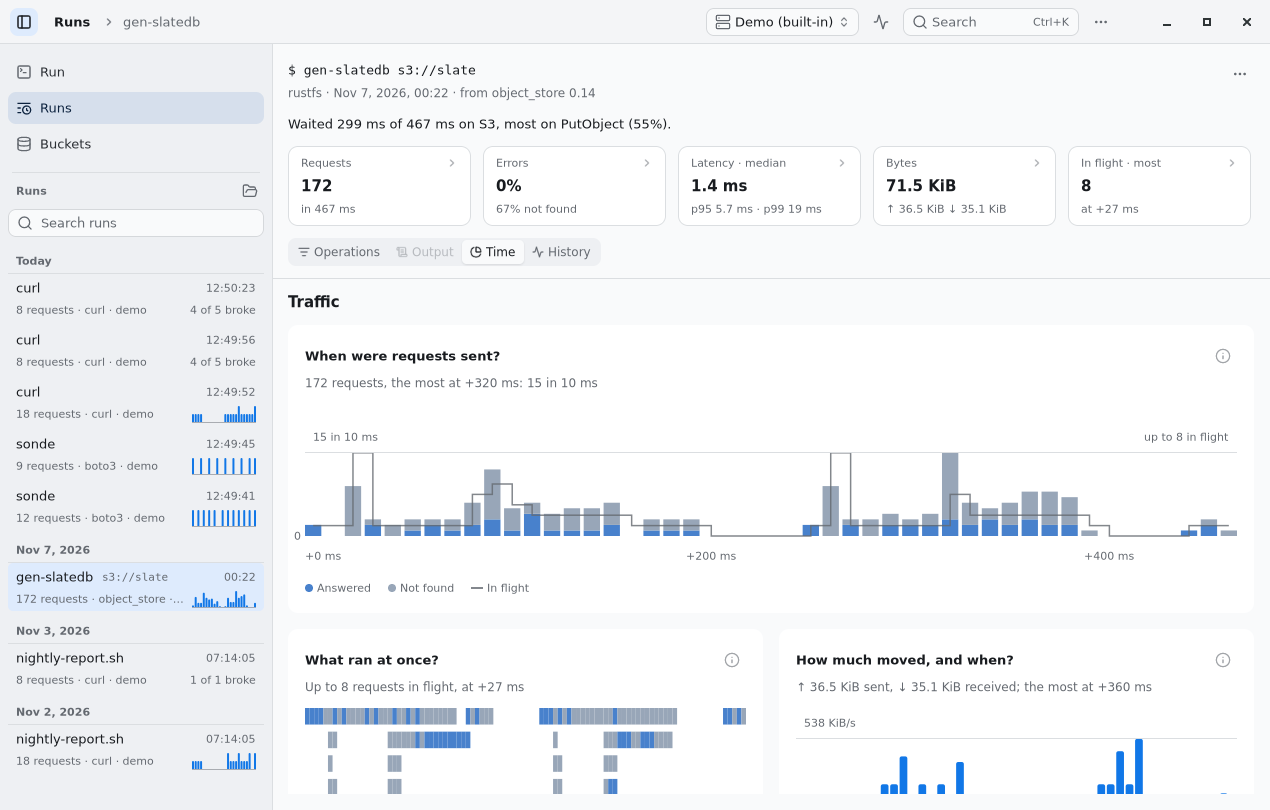 Runs > gen-slatedb
Demo (built-in)
Search Ctrl+K
Run
Runs
Buckets
Runs
Search runs
Today
curl 12:50:23
8 requests · curl · demo 4 of 5 broke
curl 12:49:56
8 requests · curl · demo 4 of 5 broke
curl 12:49:52
18 requests · curl · demo
sonde 12:49:45
9 requests · boto3 · demo
sonde 12:49:41
12 requests · boto3 · demo
Nov 7, 2026
gen-slatedb s3://slate 00:22
172 requests · object_store ·...
Nov 3, 2026
nightly-report.sh 07:14:05
8 requests · curl · demo 1 of 1 broke
Nov 2, 2026
nightly-report.sh 07:14:05
18 requests · curl · demo
$ gen-slatedb s3://slate
rustfs · Nov 7, 2026, 00:22 · from object_store 0.14
Waited 299 ms of 467 ms on S3, most on PutObject (55%).
Requests
172
in 467 ms
Errors
0%
67% not found
Latency · median
1.4 ms
p95 5.7 ms · p99 19 ms
Bytes
71.5 KiB
↑ 36.5 KiB ↓ 35.1 KiB
In flight · most
8
at +27 ms
Operations Output Time History
Traffic
When were requests sent?
172 requests, the most at +320 ms: 15 in 10 ms
15 in 10 ms up to 8 in flight
0
+0 ms +200 ms +400 ms
Answered Not found In flight
What ran at once?
Up to 8 requests in flight, at +27 ms
How much moved, and when?
↑ 36.5 KiB sent, ↓ 35.1 KiB received; the most at +360 ms
538 KiB/s